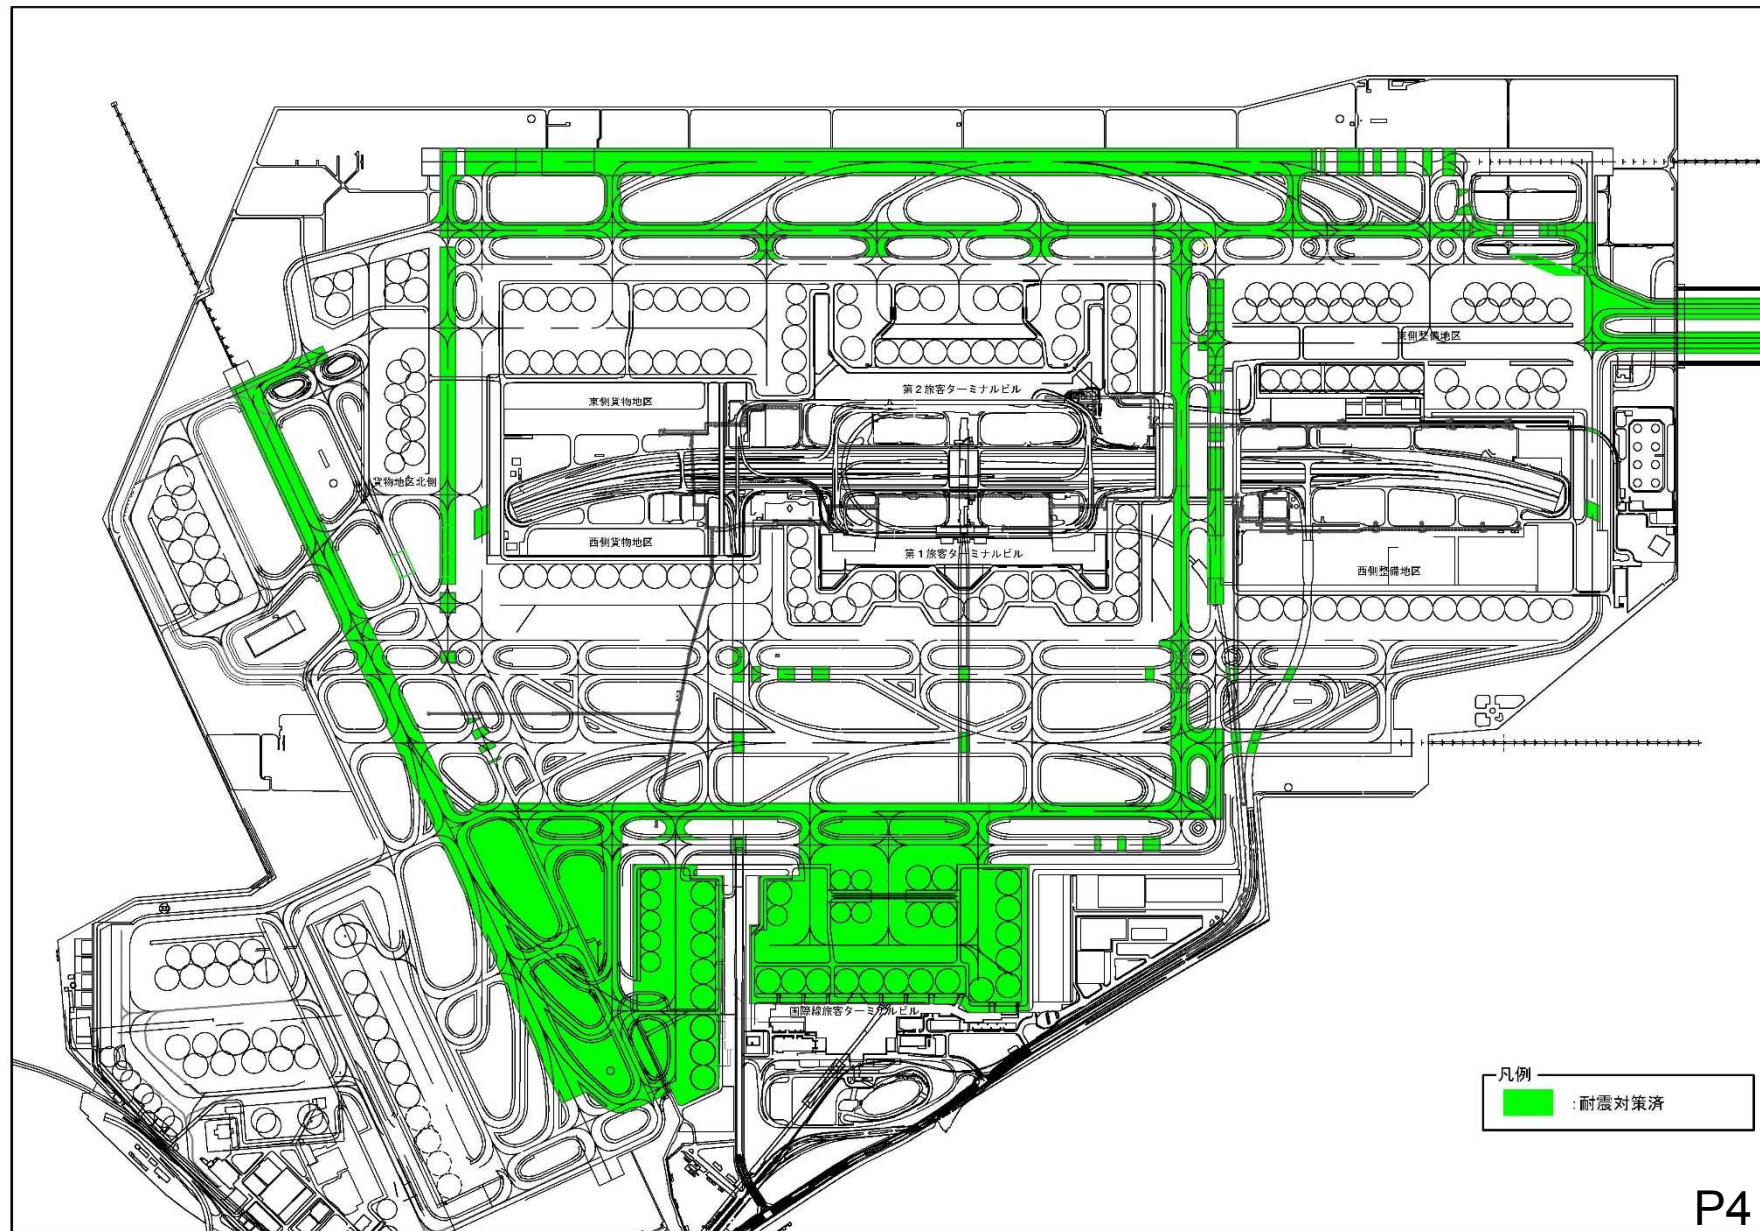 東側整備地区
第2旅客ターミナルビル
東側貨物地区
貨物地区北側
西側貨物地区
第1旅客ターミナルビル
西側整備地区
国際線旅客ターミナルビル
凡例
:耐震対策済
P4